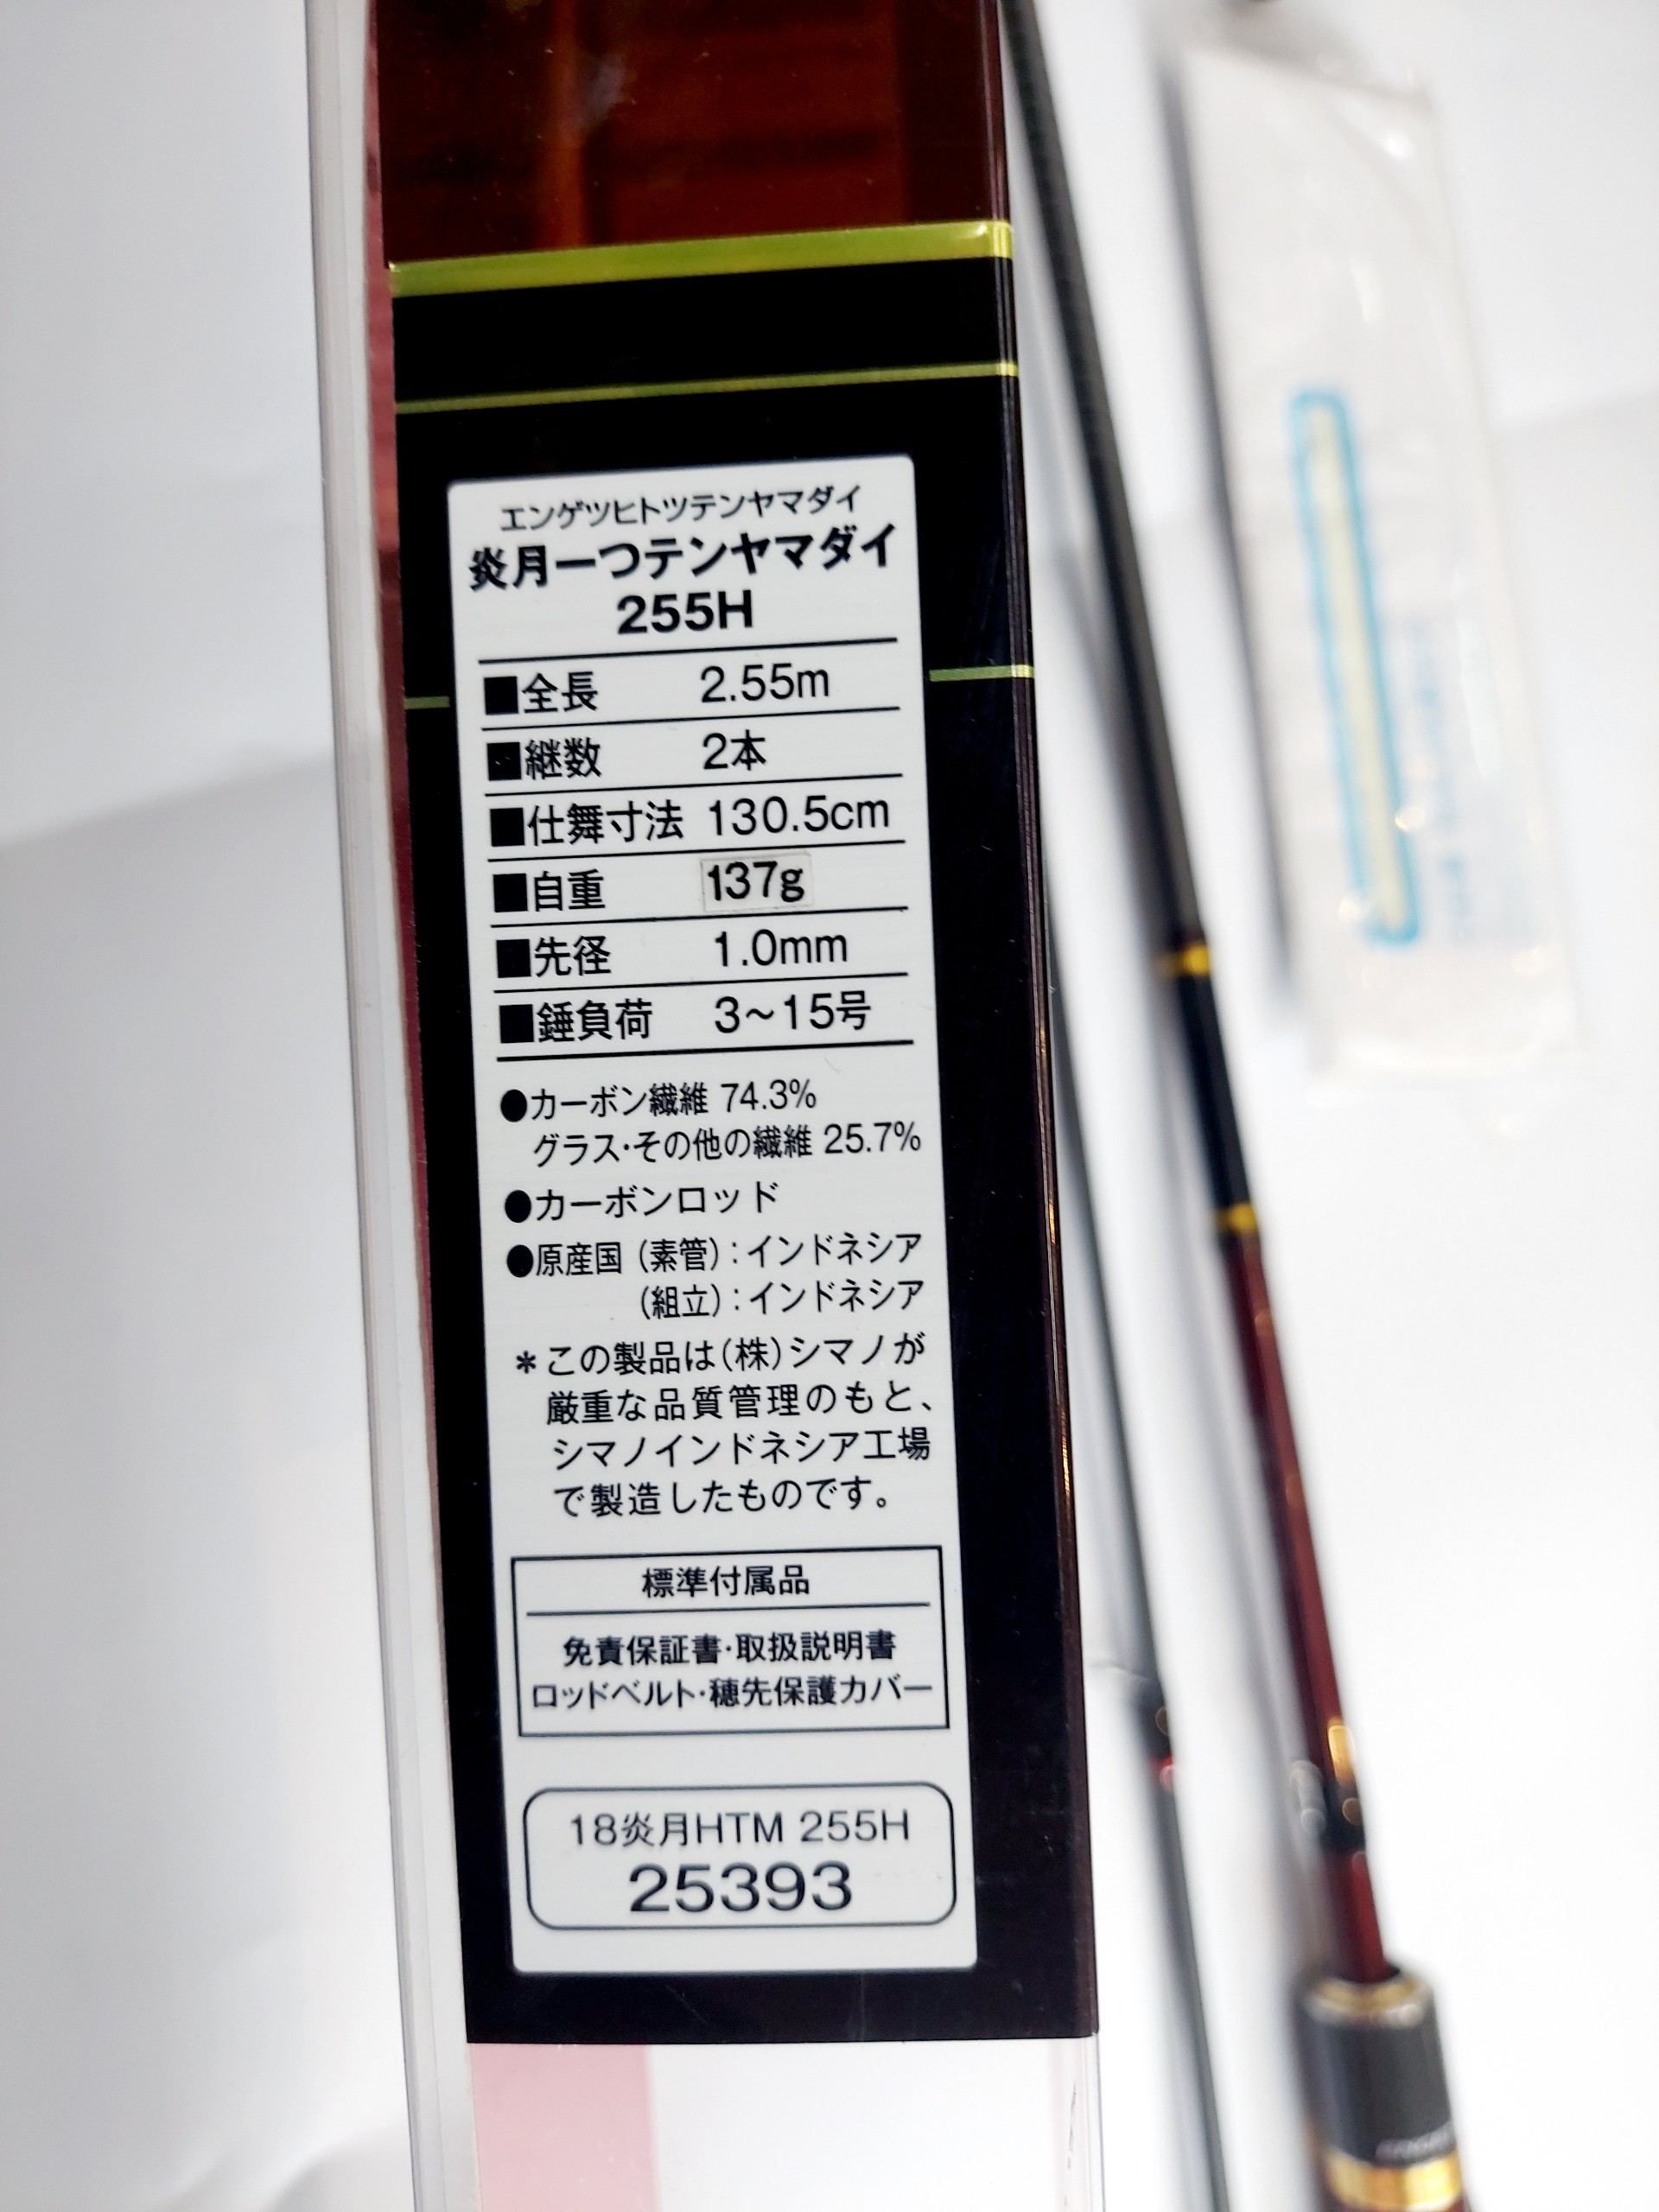 エンゲツヒトツテンヤマダイ
炎月一つテンヤマダイ
255H
■全長 2.55m
■継数 2本
■仕舞寸法 130.5cm
■自重 137g
■先径 1.0mm
■錘負荷 3~15号
●カーボン繊維 74.3%
グラス・その他の繊維 25.7%
●カーボンロッド
●原産国（素管）：インドネシア
（組立）：インドネシア
＊この製品は（株）シマノが
厳重な品質管理のもと、
シマノインドネシア工場
で製造したものです。
標準付属品
免責保証書・取扱説明書
ロッドベルト・穂先保護カバー
18炎月HTM 255H
25393